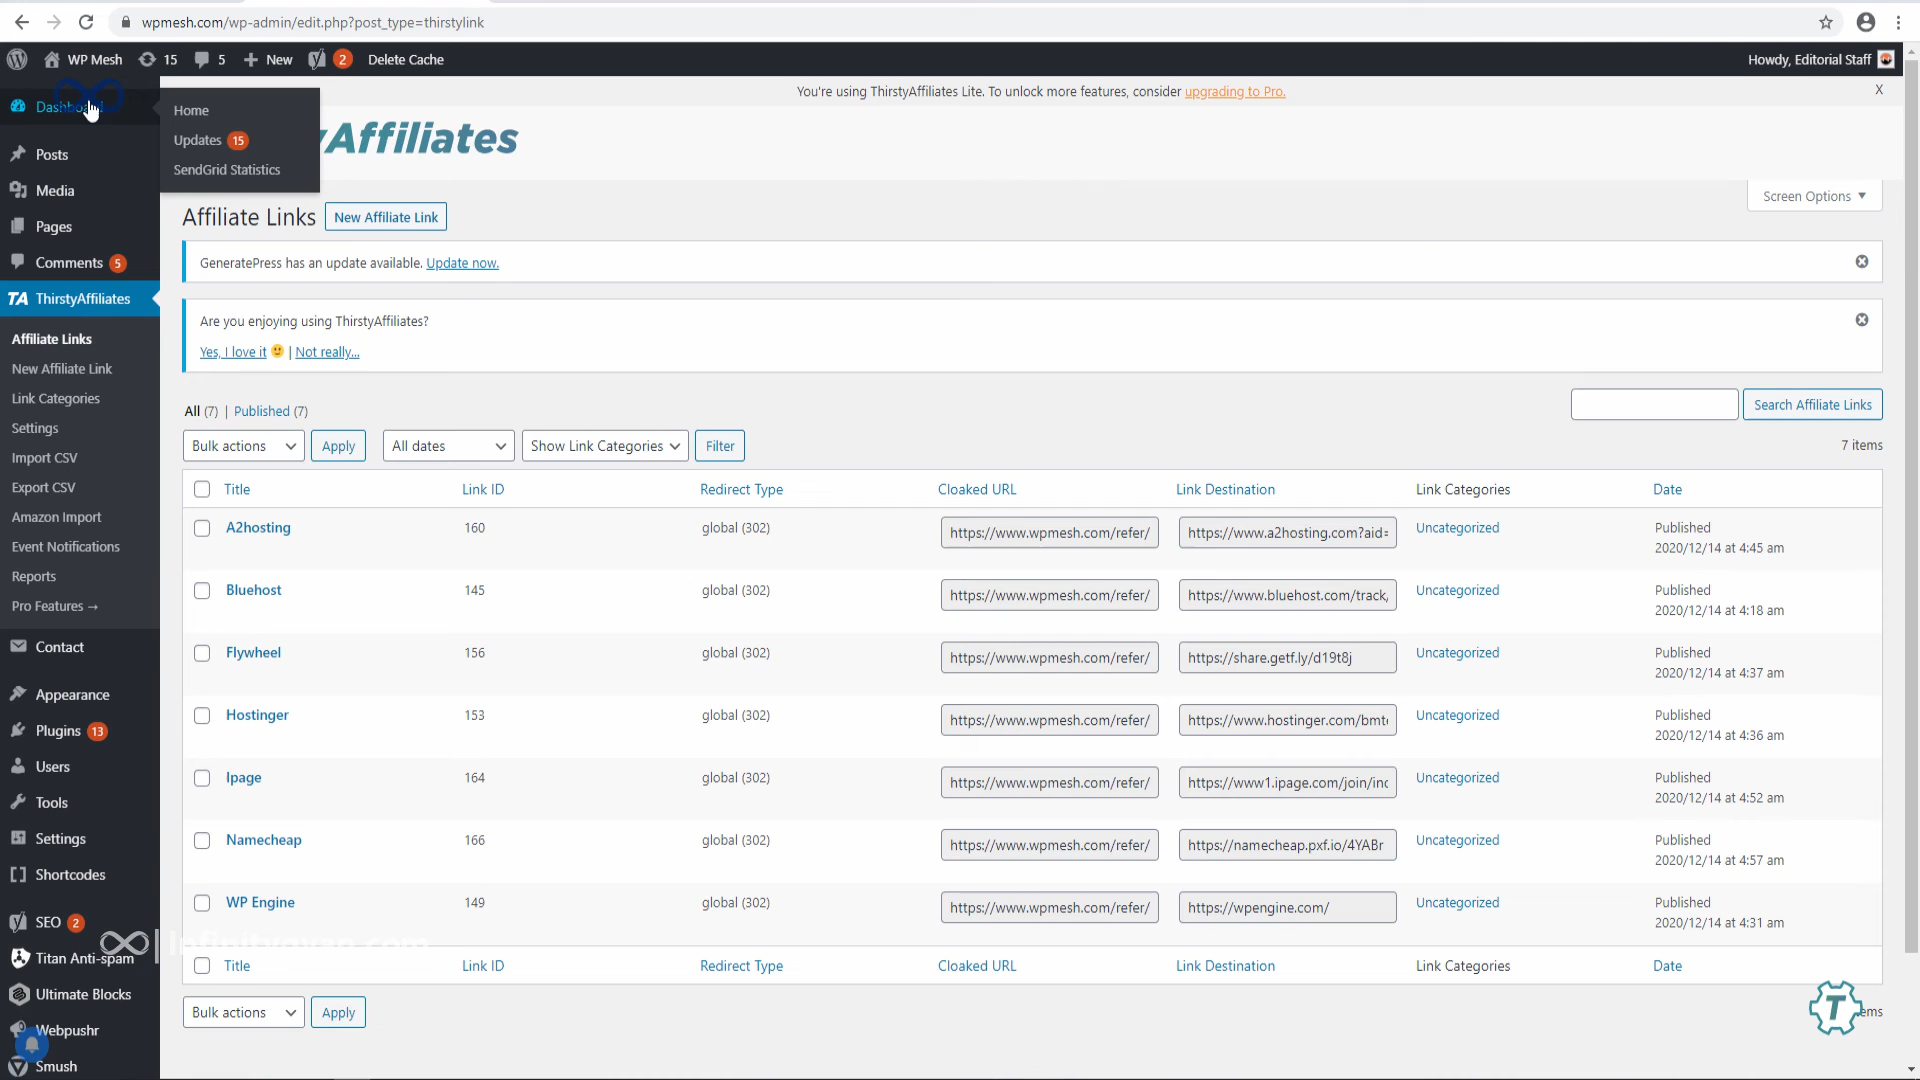 wpmesh.com/wp-admin/edit.php?post_type=thirstylink
WP Mesh 15 5 New 2 Delete Cache
Howdy, Editorial Staff
You're using ThirstyAffiliates Lite. To unlock more features, consider upgrading to Pro.
X
Dashboard
Home
Updates 15
SendGrid Statistics
yAffiliates
Posts
Media
Pages
Comments 5
TA ThirstyAffiliates
Affiliate Links
New Affiliate Link
Link Categories
Settings
Import CSV
Export CSV
Amazon Import
Event Notifications
Reports
Pro Features →
Contact
Appearance
Plugins 13
Users
Tools
Settings
Shortcodes
SEO 2
Titan Anti-spam
Ultimate Blocks
Webpushr
Smush
Screen Options ▼
Affiliate Links New Affiliate Link
GeneratePress has an update available. Update now.
Are you enjoying using ThirstyAffiliates?
Yes, I love it 🙂 | Not really...
All (7) | Published (7)
Search Affiliate Links
Bulk actions Apply All dates Show Link Categories Filter
7 items
Title Link ID Redirect Type Cloaked URL Link Destination Link Categories Date
A2hosting 160 global (302) https://www.wpmesh.com/refer/ https://www.a2hosting.com?aid= Uncategorized Published
2020/12/14 at 4:45 am
Bluehost 145 global (302) https://www.wpmesh.com/refer/ https://www.bluehost.com/track, Uncategorized Published
2020/12/14 at 4:18 am
Flywheel 156 global (302) https://www.wpmesh.com/refer/ https://share.getf.ly/d19t8j Uncategorized Published
2020/12/14 at 4:37 am
Hostinger 153 global (302) https://www.wpmesh.com/refer/ https://www.hostinger.com/bmt Uncategorized Published
2020/12/14 at 4:36 am
Ipage 164 global (302) https://www.wpmesh.com/refer/ https://www1.ipage.com/join/in Uncategorized Published
2020/12/14 at 4:52 am
Namecheap 166 global (302) https://www.wpmesh.com/refer/ https://namecheap.pxf.io/4YABr Uncategorized Published
2020/12/14 at 4:57 am
WP Engine 149 global (302) https://www.wpmesh.com/refer/ https://wpengine.com/ Uncategorized Published
2020/12/14 at 4:31 am
Title Link ID Redirect Type Cloaked URL Link Destination Link Categories Date
Bulk actions Apply
ems
T